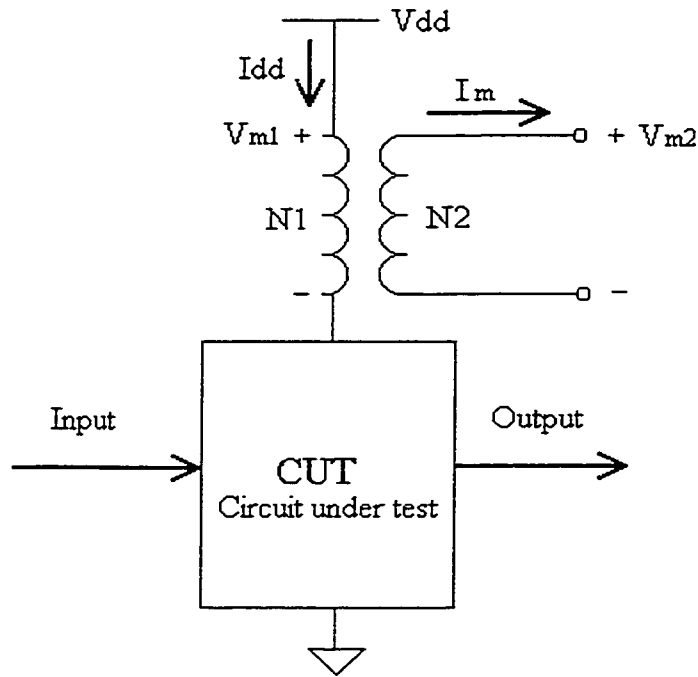 Vdd
Idd
Im
Vm1 +
+ Vm2
N1
N2
-
-
Input
Output
CUT
Circuit under test